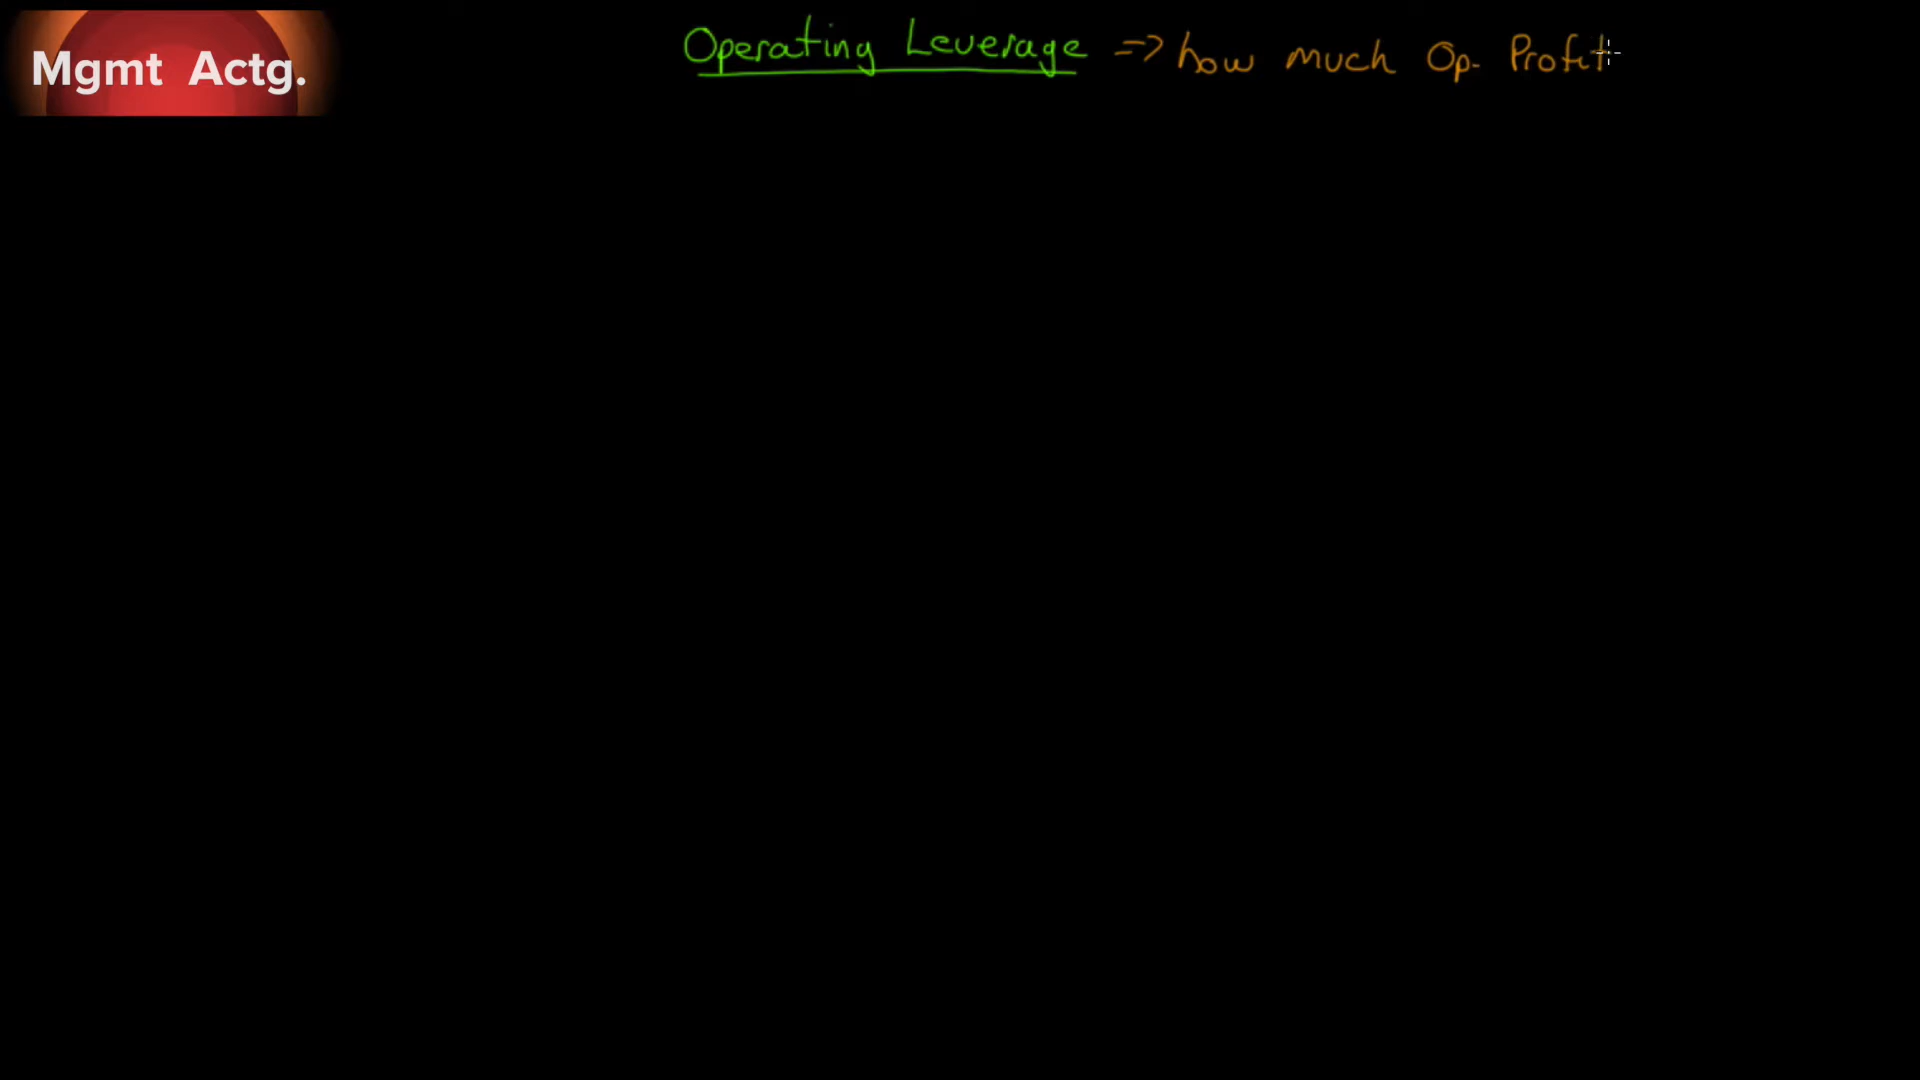 Mgmt Actg.
Operating Leverage => how much Op. Profit